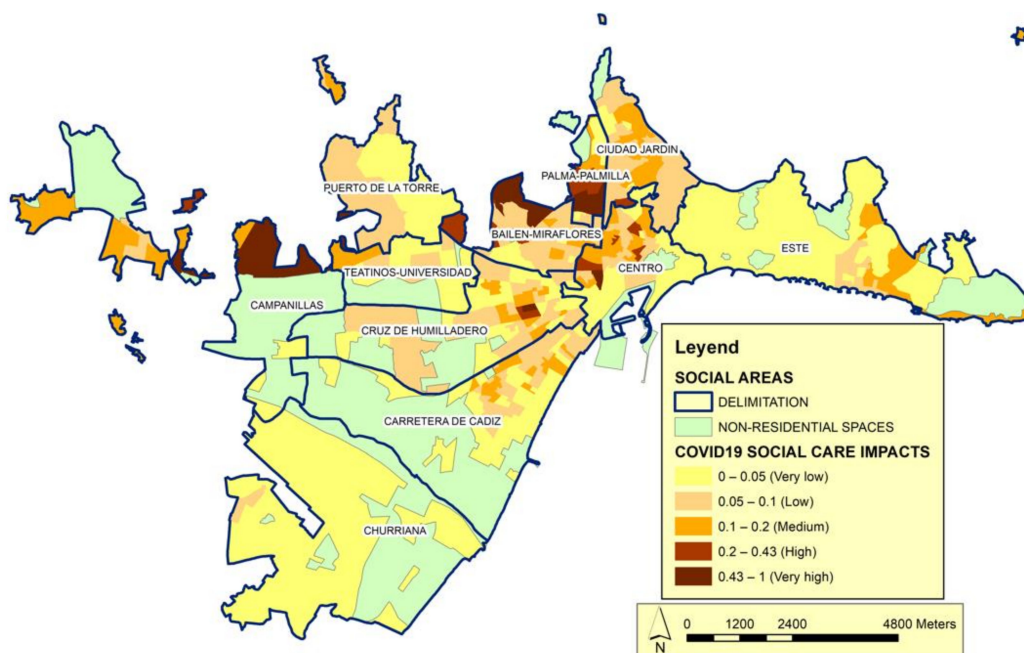 CIUDAD JARDIN
PALMA-PALMILLA
PUERTO DE LA TORRE
BAILEN-MIRAFLORES
ESTE
TEATINOS-UNIVERSIDAD
CENTRO
CAMPANILLAS
CRUZ DE HUMILLADERO
CARRETERA DE CADIZ
CHURRIANA
Leyend
SOCIAL AREAS
DELIMITATION
NON-RESIDENTIAL SPACES
COVID19 SOCIAL CARE IMPACTS
0 – 0.05 (Very low)
0.05 – 0.1 (Low)
0.1 – 0.2 (Medium)
0.2 – 0.43 (High)
0.43 – 1 (Very high)
N
0 1200 2400 4800 Meters